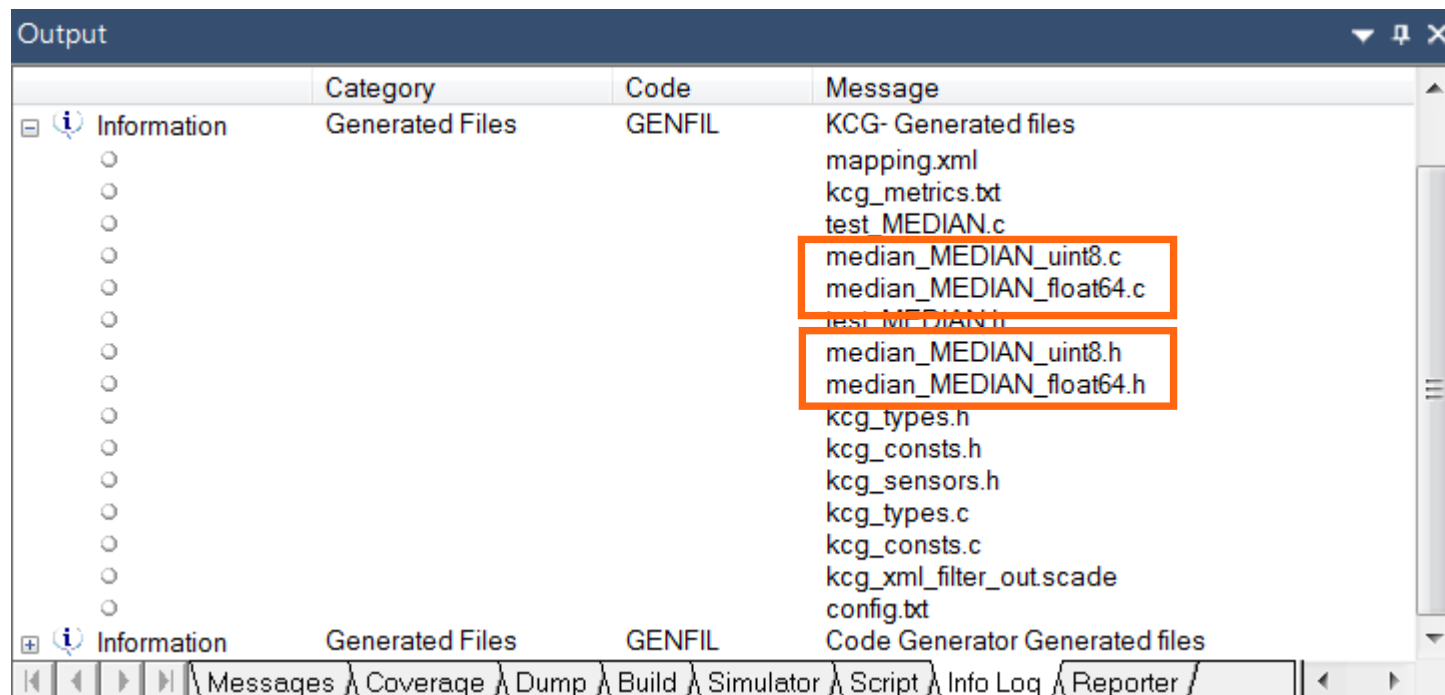 Output
Category Code Message
Information Generated Files GENFIL KCG- Generated files
mapping.xml
kcg_metrics.txt
test_MEDIAN.c
median_MEDIAN_uint8.c
median_MEDIAN_float64.c
test_MEDIAN.h
median_MEDIAN_uint8.h
median_MEDIAN_float64.h
kcg_types.h
kcg_consts.h
kcg_sensors.h
kcg_types.c
kcg_consts.c
kcg_xml_filter_out.scade
config.txt
Information Generated Files GENFIL Code Generator Generated files
Messages Coverage Dump Build Simulator Script Info Log Reporter